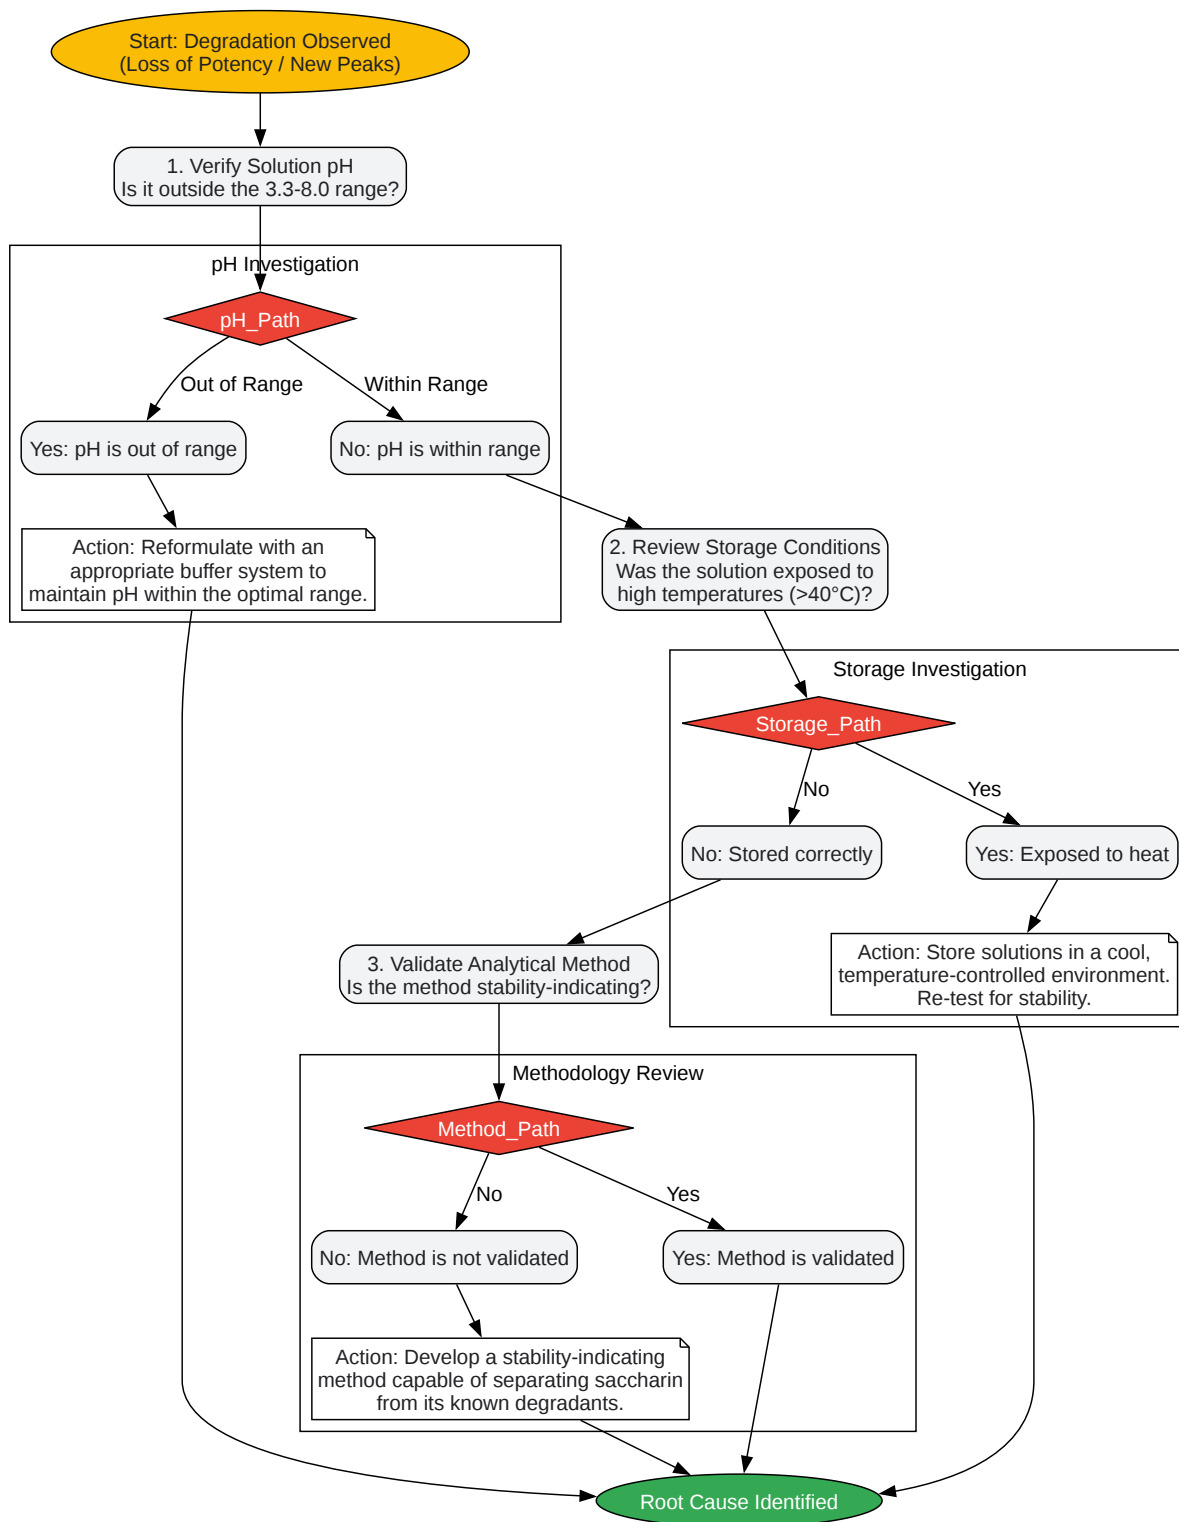 Start: Degradation Observed
(Loss of Potency / New Peaks)
1. Verify Solution pH
Is it outside the 3.3-8.0 range?
pH Investigation
pH_Path
Out of Range
Within Range
Yes: pH is out of range
No: pH is within range
Action: Reformulate with an
appropriate buffer system to
maintain pH within the optimal range.
2. Review Storage Conditions
Was the solution exposed to
high temperatures (>40°C)?
Storage Investigation
Storage_Path
No
Yes
No: Stored correctly
Yes: Exposed to heat
Action: Store solutions in a cool,
temperature-controlled environment.
Re-test for stability.
3. Validate Analytical Method
Is the method stability-indicating?
Methodology Review
Method_Path
No
Yes
No: Method is not validated
Yes: Method is validated
Action: Develop a stability-indicating
method capable of separating saccharin
from its known degradants.
Root Cause Identified